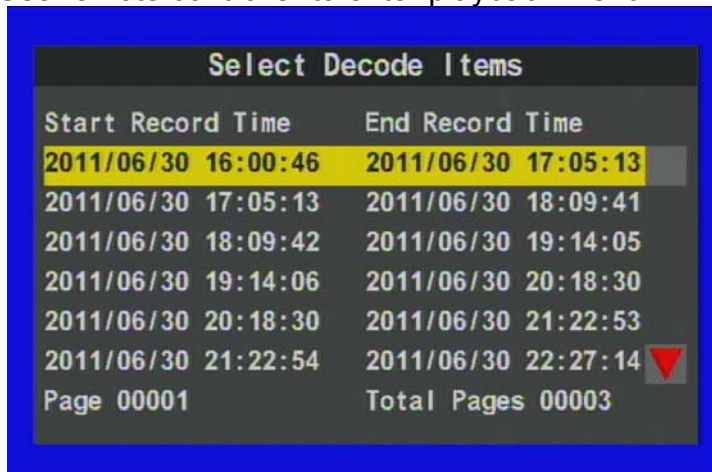 Select Decode Items
Start Record Time End Record Time
2011/06/30 16:00:46 2011/06/30 17:05:13
2011/06/30 17:05:13 2011/06/30 18:09:41
2011/06/30 18:09:42 2011/06/30 19:14:05
2011/06/30 19:14:06 2011/06/30 20:18:30
2011/06/30 20:18:30 2011/06/30 21:22:53
2011/06/30 21:22:54 2011/06/30 22:27:14
Page 00001 Total Pages 00003